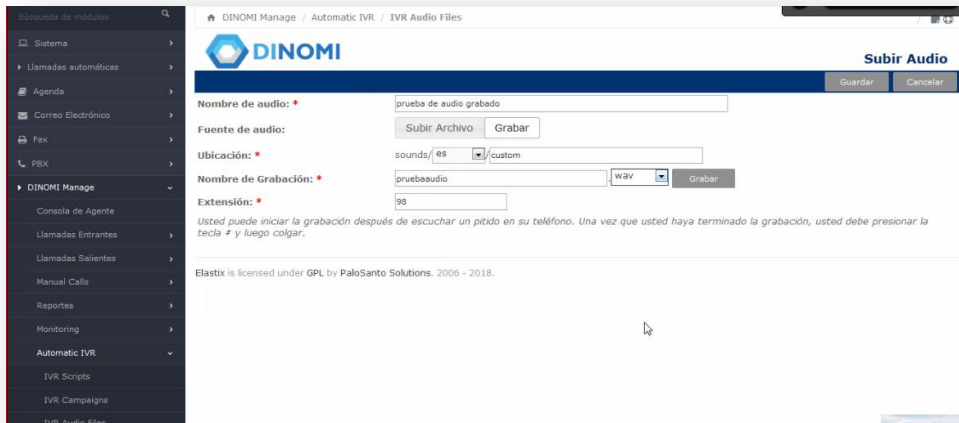 Búsqueda de módulos
Sistema
Llamadas automáticas
Agenda
Correo Electrónico
Fax
PBX
DINOMI Manage
Consola de Agente
Llamadas Entrantes
Llamadas Salientes
Manual Calls
Reportes
Monitoring
Automatic IVR
IVR Scripts
IVR Campaigns
IVR Audio Files
DINOMI Manage / Automatic IVR / IVR Audio Files
DINOMI
Subir Audio
Guardar Cancelar
Nombre de audio: * prueba de audio grabado
Fuente de audio: Subir Archivo Grabar
Ubicación: * sounds/ es / custom
Nombre de Grabación: * pruebaaudio . wav Grabar
Extensión: * 98
Usted puede iniciar la grabación después de escuchar un pitido en su teléfono. Una vez que usted haya terminado la grabación, usted debe presionar la
tecla # y luego colgar.
Elastix is licensed under GPL by PaloSanto Solutions. 2006 - 2018.